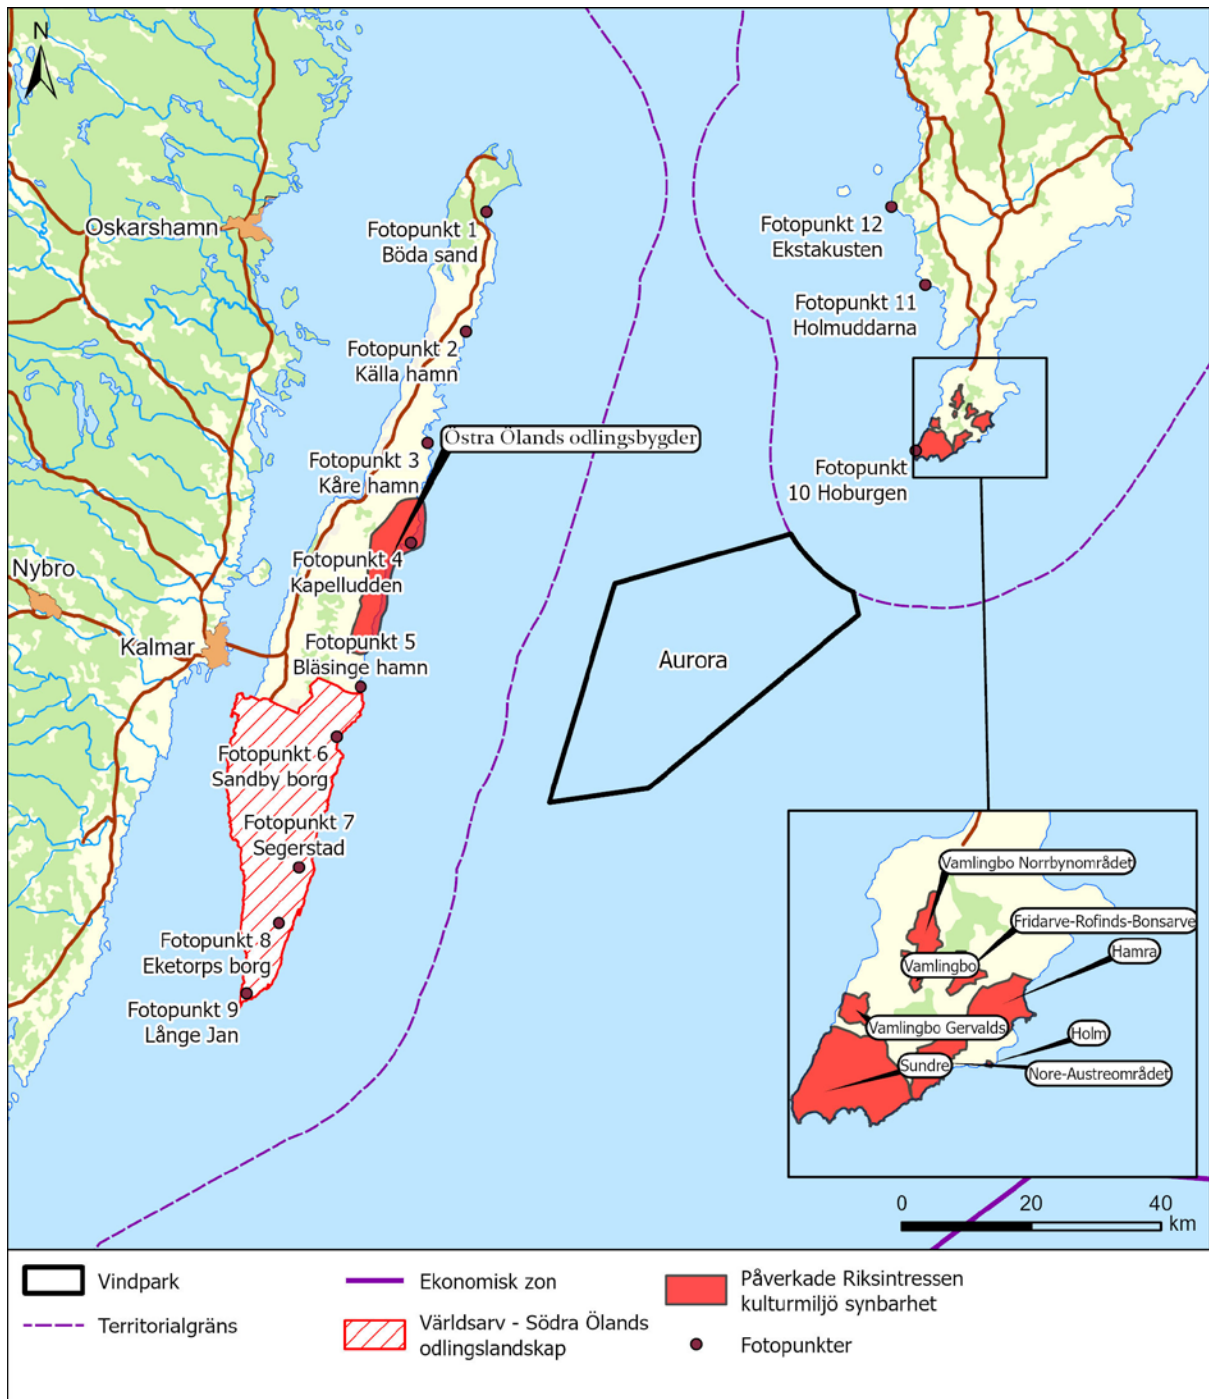 N
Oskarshamn
Fotopunkt 1
Böda sand
Fotopunkt 12
Ekstakusten
Fotopunkt 11
Holmuddarna
Fotopunkt 2
Källa hamn
Östra Ölands odlingsbygder
Fotopunkt 3
Kåre hamn
Fotopunkt
10 Hoburgen
Fotopunkt 4
Kapelludden
Nybro
Kalmar
Fotopunkt 5
Bläsinge hamn
Aurora
Fotopunkt 6
Sandby borg
Fotopunkt 7
Segerstad
Fotopunkt 8
Eketorps borg
Fotopunkt 9
Långe Jan
Vamlingbo Norrbynområdet
Fridarve-Rofinds-Bonsarve
Hamra
Vamlingbo
Vamlingbo Gervalds
Holm
Sundre
Nore-Austreområdet
0 20 40
km
Vindpark
Territorialgräns
Ekonomisk zon
Världsarv - Södra Ölands
odlingslandskap
Påverkade Riksintressen
kulturmiljö synbarhet
Fotopunkter